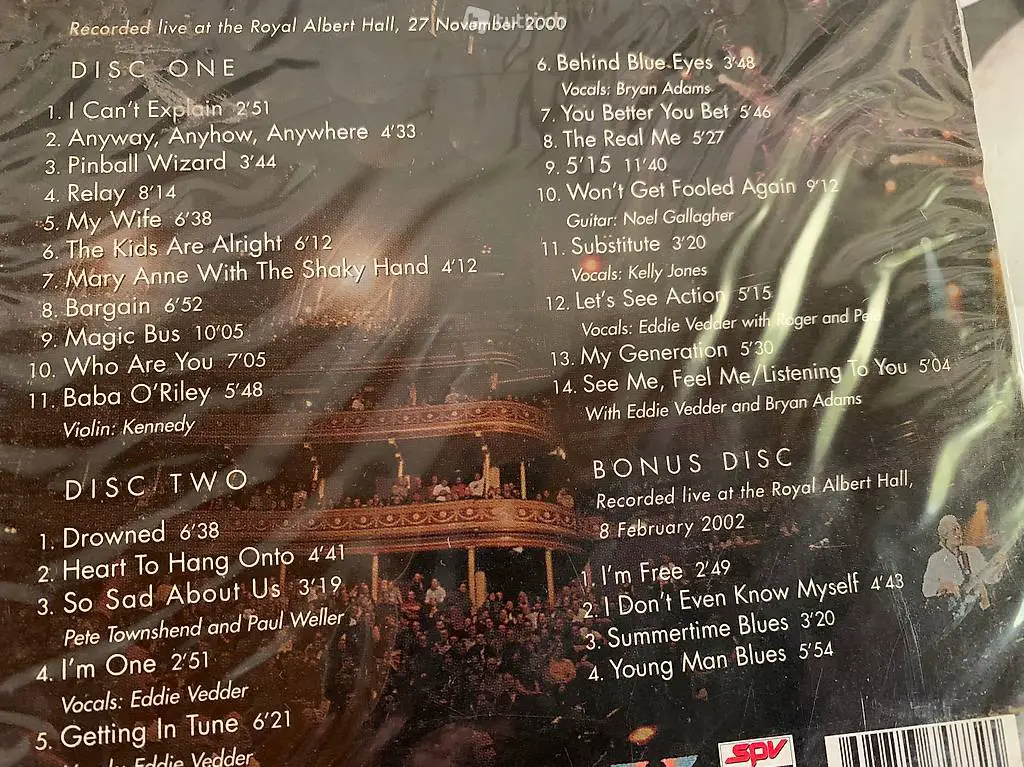 Recorded live at the Royal Albert Hall, 27 November 2000
DISC ONE
1. I Can't Explain 2'51
2. Anyway, Anyhow, Anywhere 4'33
3. Pinball Wizard 3'44
4. Relay 8'14
5. My Wife 6'38
6. The Kids Are Alright 6'12
7. Mary Anne With The Shaky Hand 4'12
8. Bargain 6'52
9. Magic Bus 10'05
10. Who Are You 7'05
11. Baba O'Riley 5'48
Violin: Kennedy
DISC TWO
1. Drowned 6'38
2. Heart To Hang Onto 4'41
3. So Sad About Us 3'19
Pete Townshend and Paul Weller
4. I'm One 2'51
Vocals: Eddie Vedder
5. Getting In Tune 6'21
Vocals: Eddie Vedder
6. Behind Blue Eyes 3'48
Vocals: Bryan Adams
7. You Better You Bet 5'46
8. The Real Me 5'27
9. 5'15 11'40
10. Won't Get Fooled Again 9'12
Guitar: Noel Gallagher
11. Substitute 3'20
Vocals: Kelly Jones
12. Let's See Action 5'15
Vocals: Eddie Vedder with Roger and Pete
13. My Generation 5'30
14. See Me, Feel Me/Listening To You 5'04
With Eddie Vedder and Bryan Adams
BONUS DISC
Recorded live at the Royal Albert Hall,
8 February 2002
1. I'm Free 2'49
2. I Don't Even Know Myself 4'43
3. Summertime Blues 3'20
4. Young Man Blues 5'54
SPV